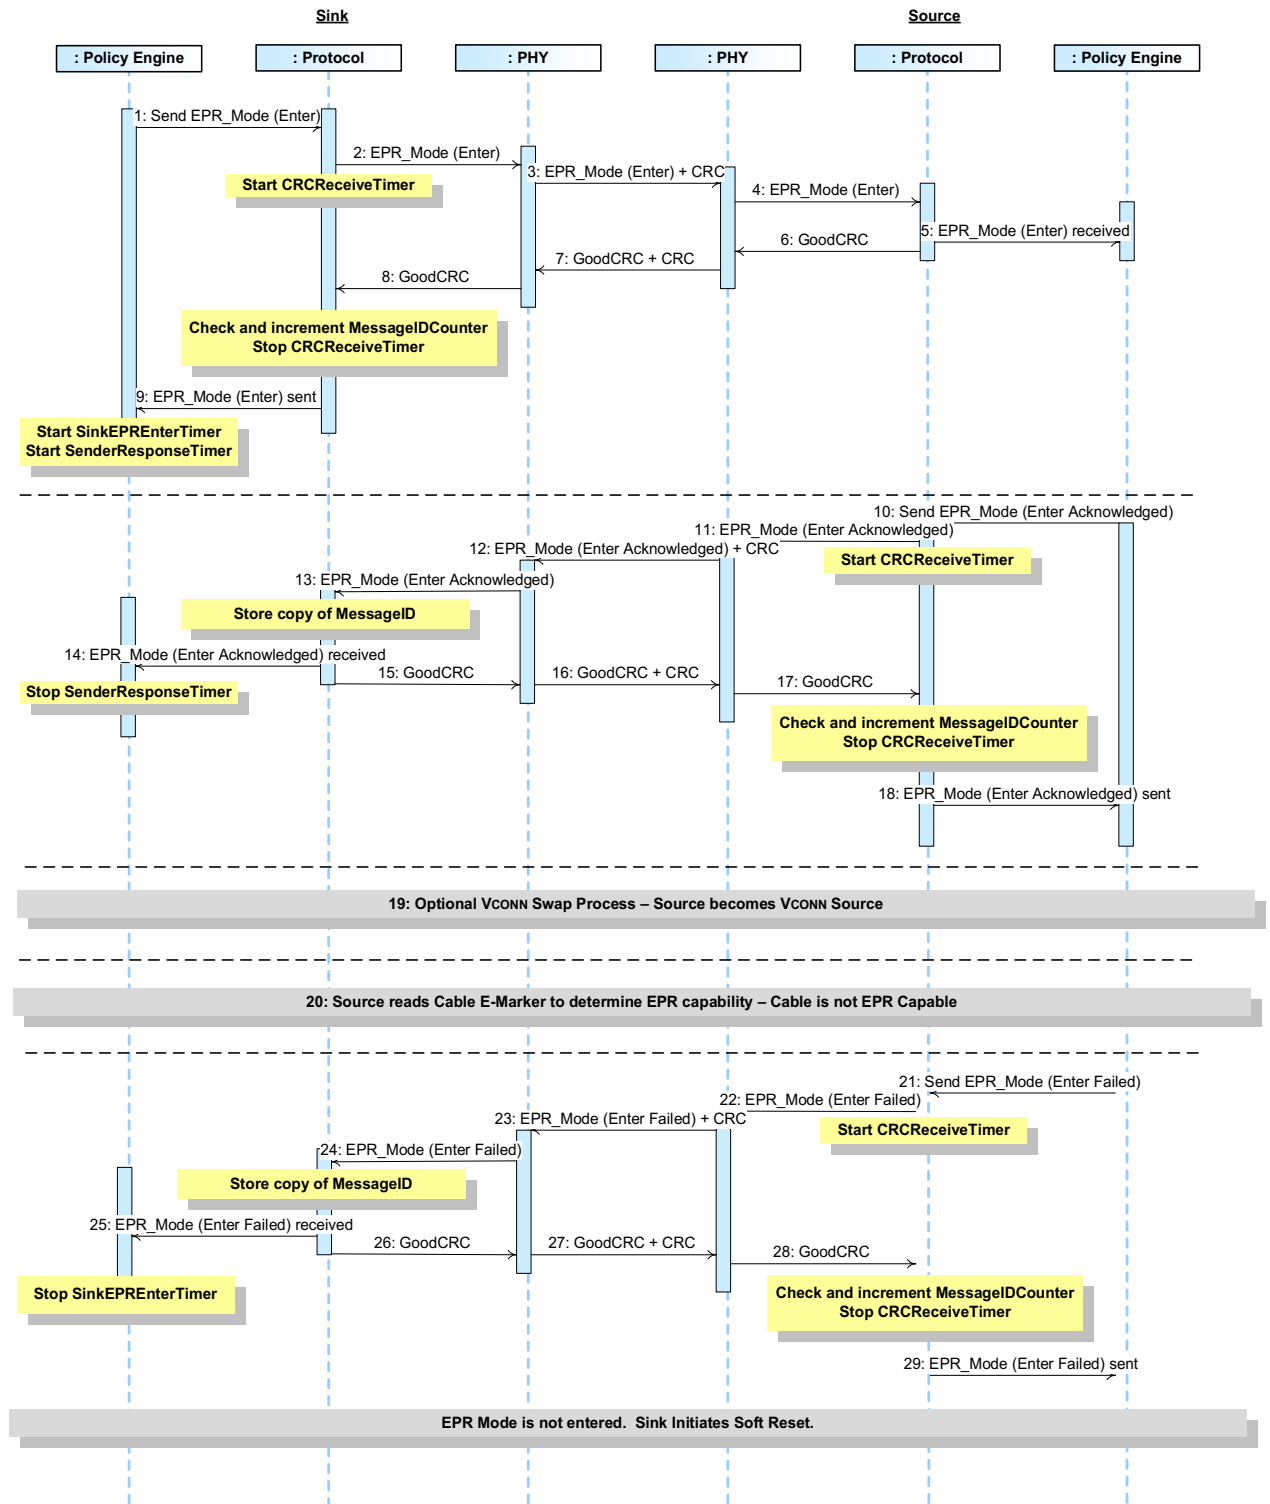 Sink
Source
: Policy Engine
: Protocol
: PHY
: PHY
: Protocol
: Policy Engine
1: Send EPR_Mode (Enter)
2: EPR_Mode (Enter)
3: EPR_Mode (Enter) + CRC
Start CRCReceiveTimer
4: EPR_Mode (Enter)
5: EPR_Mode (Enter) received
6: GoodCRC
7: GoodCRC + CRC
8: GoodCRC
Check and increment MessageIDCounter
Stop CRCReceiveTimer
9: EPR_Mode (Enter) sent
Start SinkEPREnterTimer
Start SenderResponseTimer
10: Send EPR_Mode (Enter Acknowledged)
11: EPR_Mode (Enter Acknowledged)
12: EPR_Mode (Enter Acknowledged) + CRC
Start CRCReceiveTimer
13: EPR_Mode (Enter Acknowledged)
Store copy of MessageID
14: EPR_Mode (Enter Acknowledged) received
15: GoodCRC
16: GoodCRC + CRC
17: GoodCRC
Stop SenderResponseTimer
Check and increment MessageIDCounter
Stop CRCReceiveTimer
18: EPR_Mode (Enter Acknowledged) sent
19: Optional VCONN Swap Process – Source becomes VCONN Source
20: Source reads Cable E-Marker to determine EPR capability – Cable is not EPR Capable
21: Send EPR_Mode (Enter Failed)
22: EPR_Mode (Enter Failed)
23: EPR_Mode (Enter Failed) + CRC
Start CRCReceiveTimer
24: EPR_Mode (Enter Failed)
Store copy of MessageID
25: EPR_Mode (Enter Failed) received
26: GoodCRC
27: GoodCRC + CRC
28: GoodCRC
Stop SinkEPREnterTimer
Check and increment MessageIDCounter
Stop CRCReceiveTimer
29: EPR_Mode (Enter Failed) sent
EPR Mode is not entered.  Sink Initiates Soft Reset.